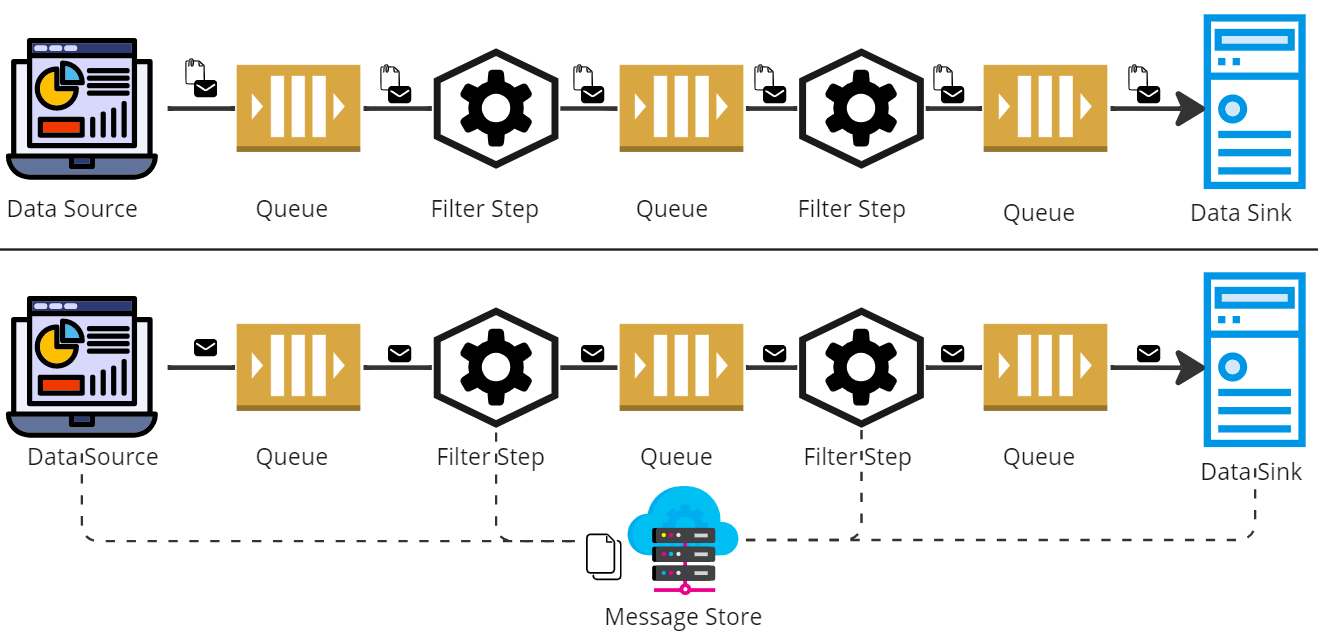 Data Source
Queue
Filter Step
Queue
Filter Step
Queue
Data Sink
Data Source
Queue
Filter Step
Queue
Filter Step
Queue
Data Sink
Message Store